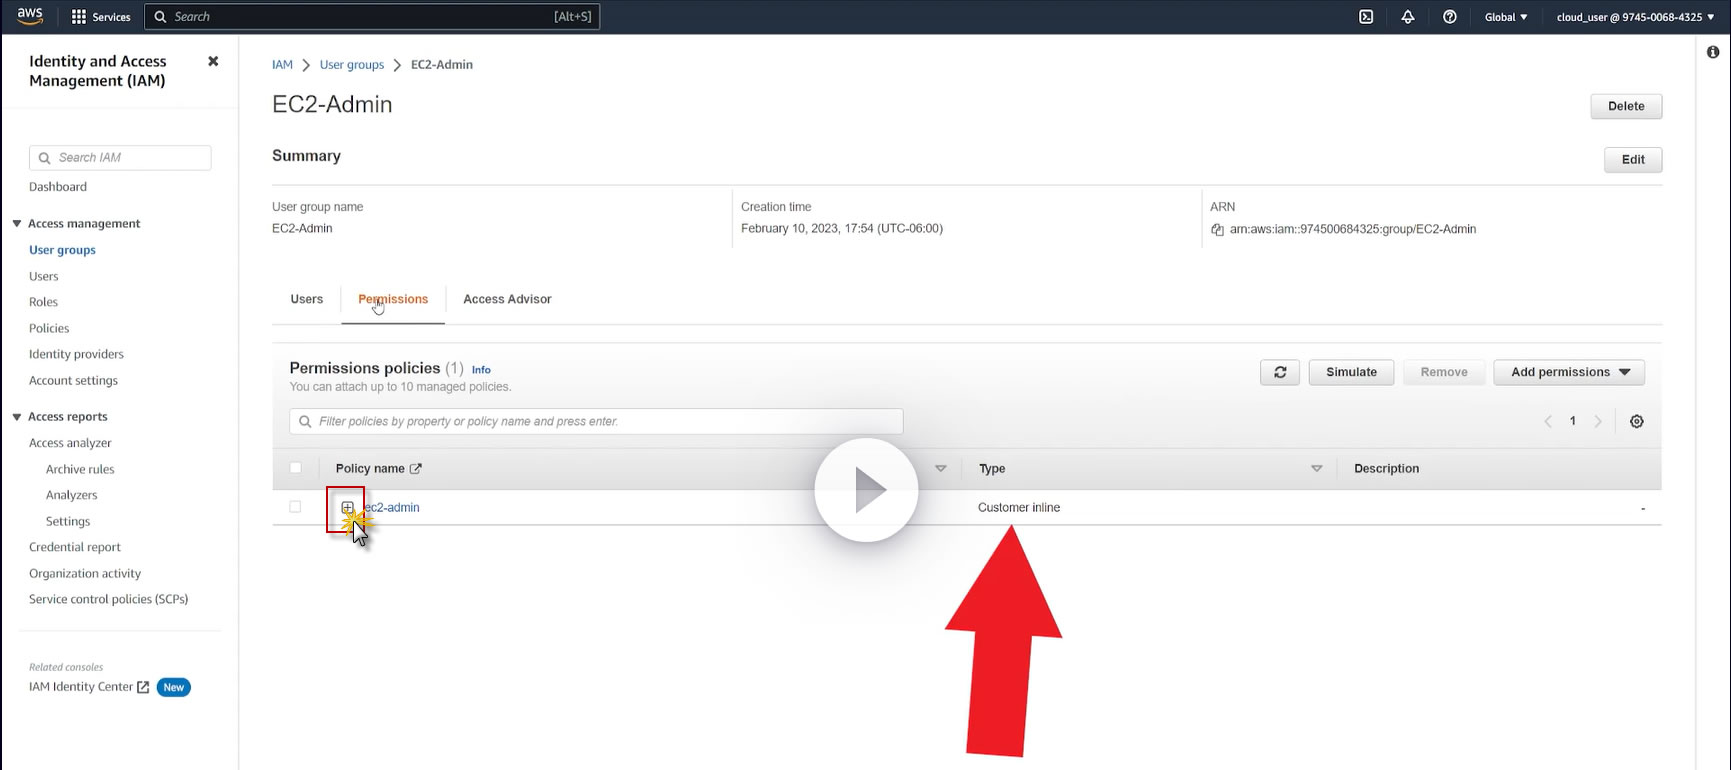 aws
Services
Search
[Alt+S]
Global
cloud_user @ 9745-0068-4325
Identity and Access
Management (IAM)
Search IAM
Dashboard
Access management
User groups
Users
Roles
Policies
Identity providers
Account settings
Access reports
Access analyzer
Archive rules
Analyzers
Settings
Credential report
Organization activity
Service control policies (SCPs)
Related consoles
IAM Identity Center
New
IAM > User groups > EC2-Admin
EC2-Admin
Delete
Summary
Edit
User group name
EC2-Admin
Creation time
February 10, 2023, 17:54 (UTC-06:00)
ARN
arn:aws:iam::974500684325:group/EC2-Admin
Users
Permissions
Access Advisor
Permissions policies (1) Info
You can attach up to 10 managed policies.
Simulate
Remove
Add permissions
Filter policies by property or policy name and press enter.
1
Policy name
Type
Description
ec2-admin
Customer inline
-